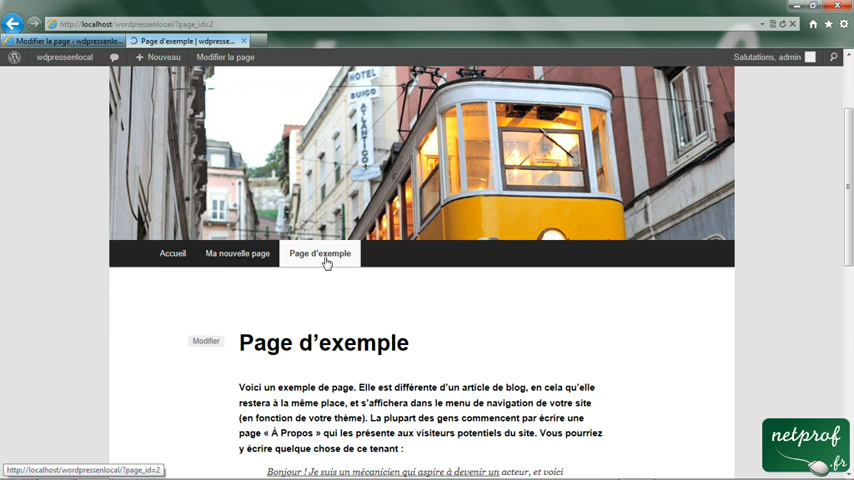 http://localhost/wordpressenlocal/?page_id=2
Modifier la page ‹ wdpressenlo...
Page d'exemple | wdpresse...
wdpressenlocal
Nouveau
Modifier la page
Salutations, admin
HOTEL
SUIÇO
ATLANTICO
Accueil
Ma nouvelle page
Page d'exemple
Modifier
Page d'exemple
Voici un exemple de page. Elle est différente d'un article de blog, en cela qu'elle
restera à la même place, et s'affichera dans le menu de navigation de votre site
(en fonction de votre thème). La plupart des gens commencent par écrire une
page « À Propos » qui les présente aux visiteurs potentiels du site. Vous pourriez
y écrire quelque chose de ce tenant :
Bonjour ! Je suis un mécanicien qui aspire à devenir un acteur, et voici
http://localhost/wordpressenlocal/?page_id=2
netprof
.fr